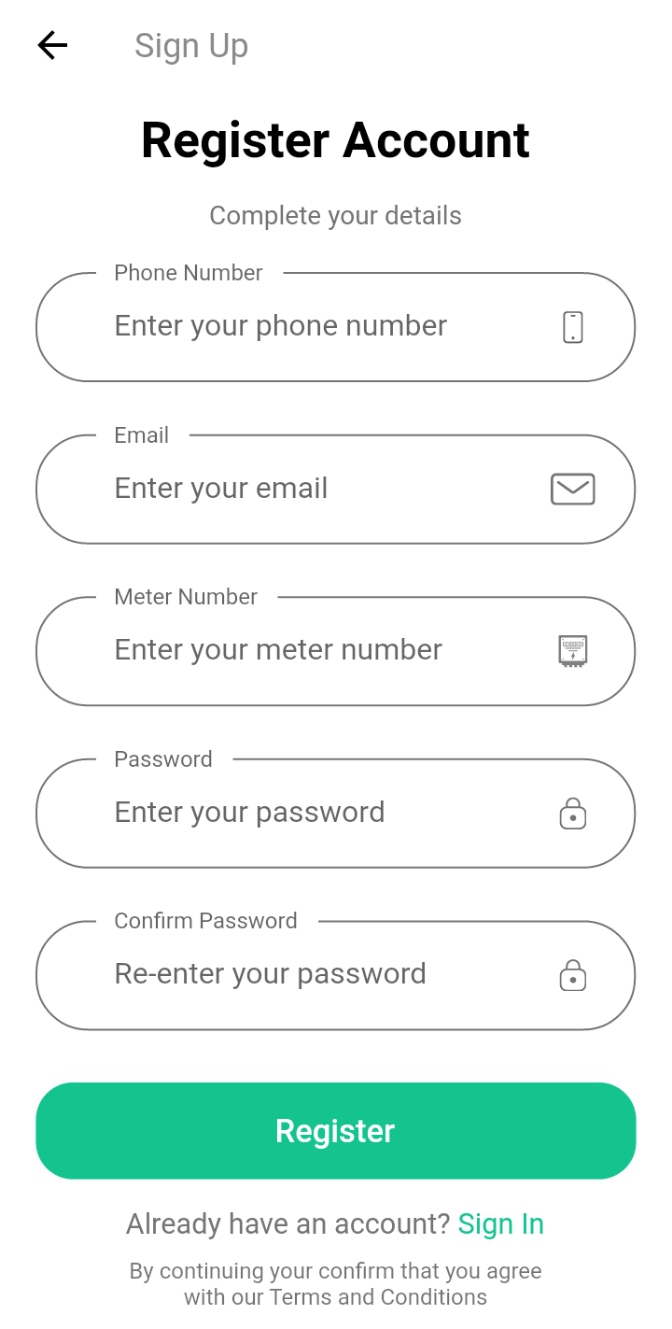 Sign Up
Register Account
Complete your details
Phone Number
Enter your phone number
Email
Enter your email
Meter Number
Enter your meter number
Password
Enter your password
Confirm Password
Re-enter your password
Register
Already have an account? Sign In
By continuing your confirm that you agree
with our Terms and Conditions